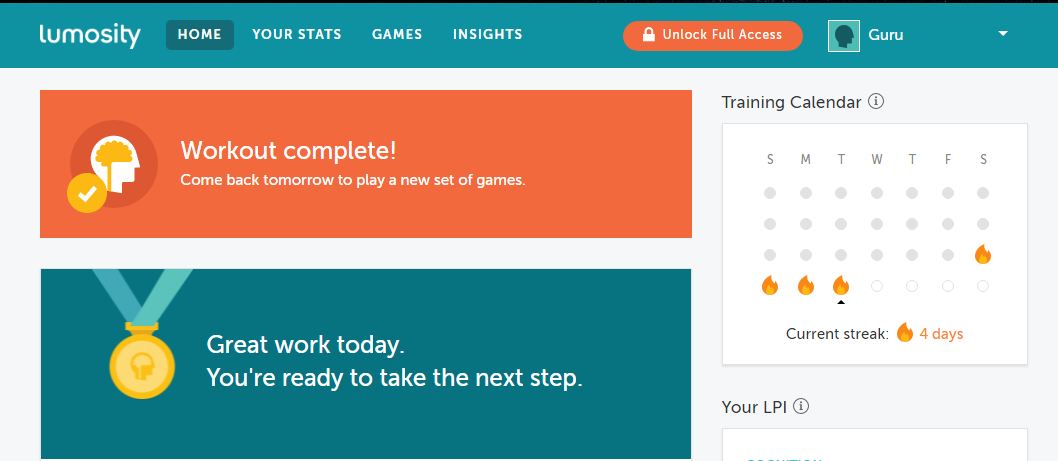 lumosity
HOME
YOUR STATS
GAMES
INSIGHTS
Unlock Full Access
Guru
Workout complete!
Come back tomorrow to play a new set of games.
Great work today.
You're ready to take the next step.
Training Calendar
S M T W T F S
Current streak: 4 days
Your LPI